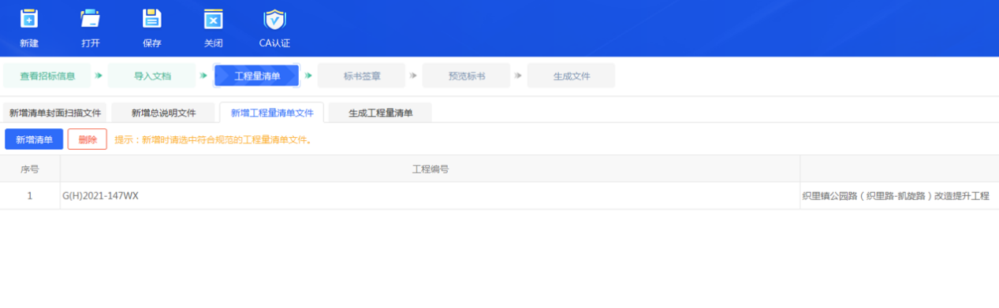 新建 打开 保存 关闭 CA认证
查看招标信息 导入文档 工程量清单 标书签章 预览标书 生成文件
新增清单封面扫描文件 新增总说明文件 新增工程量清单文件 生成工程量清单
新增清单 删除 提示：新增时请选中符合规范的工程量清单文件。
序号 工程编号
1 G(H)2021-147WX 织里镇公园路（织里路-凯旋路）改造提升工程